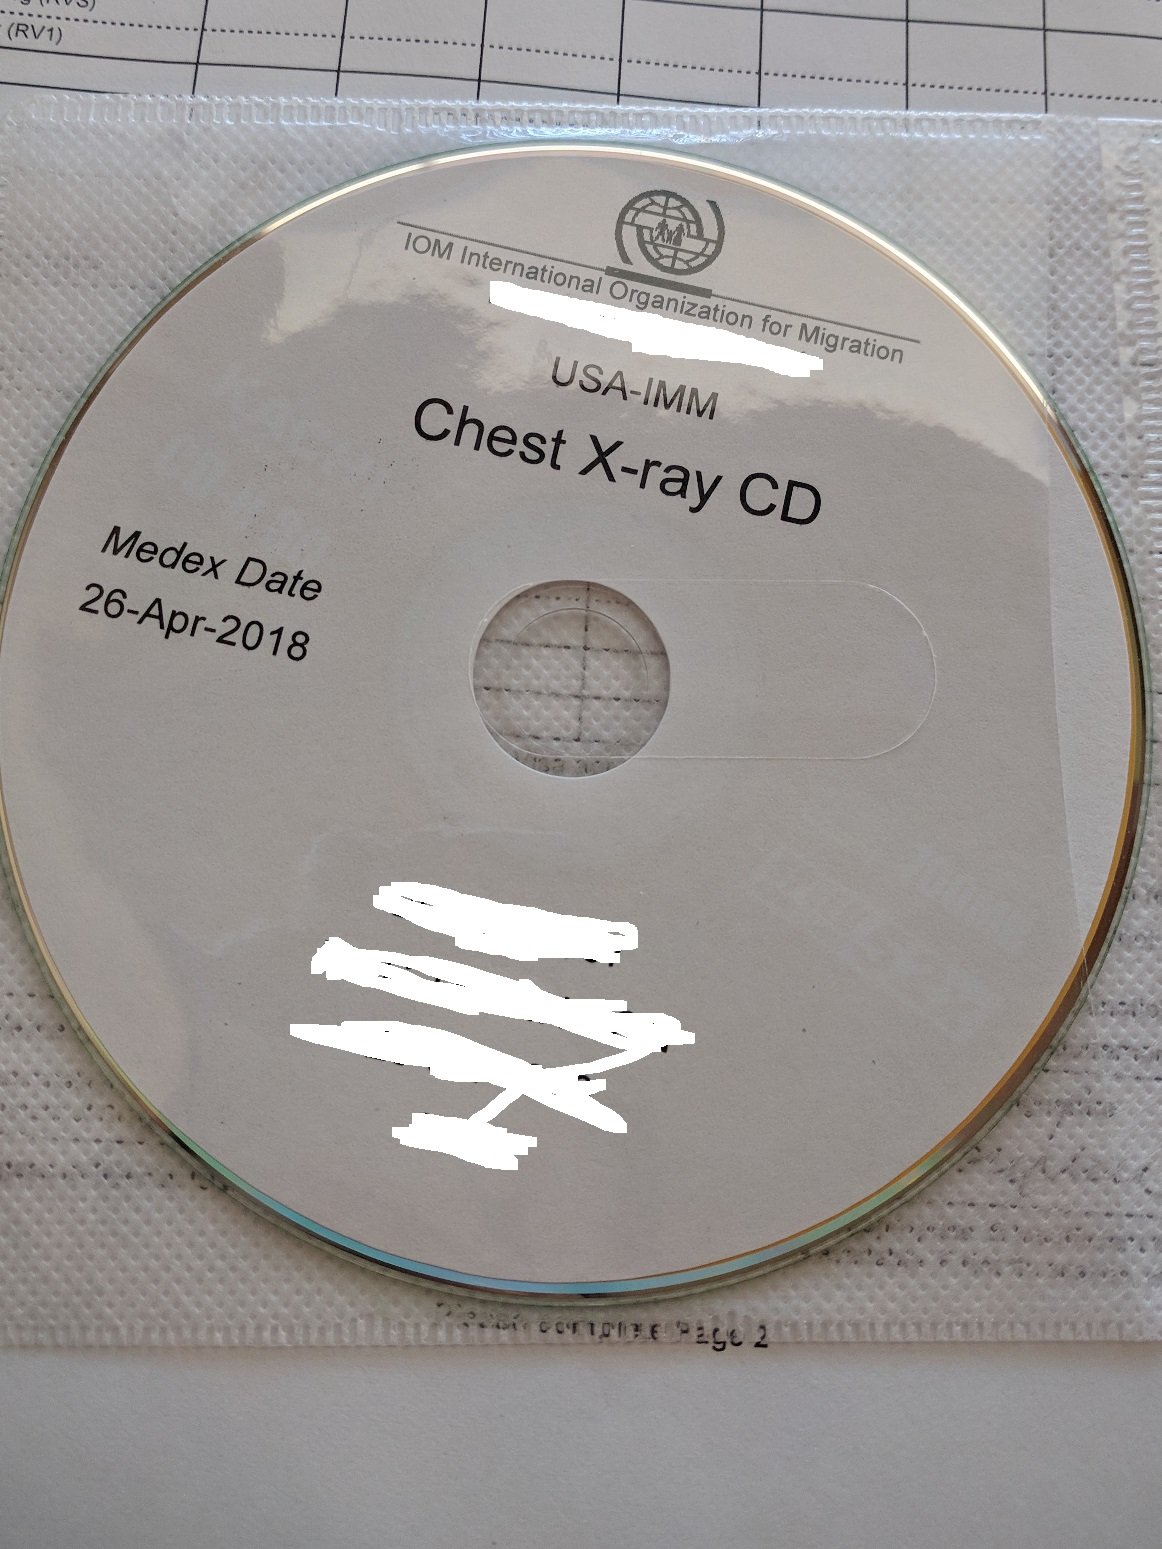 (RV1)
IOM International Organization for Migration
USA-IMM
Chest X-ray CD
Medex Date
26-Apr-2018
Page 2